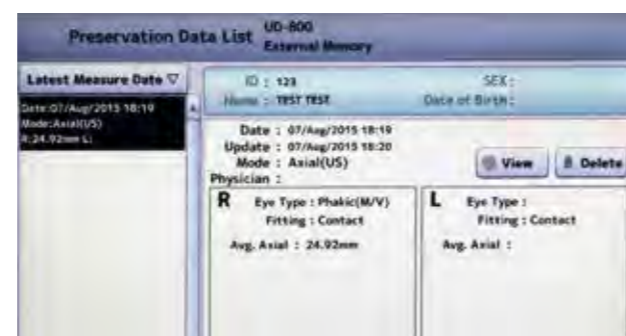 Preservation Data List
UD-800
External Memory
Latest Measure Date ▽
Date:07/Aug/2015 18:19
Mode:Axial(US)
R:24.92mm L:
ID : 123
SEX :
Name : TEST TEST
Date of Birth :
Date : 07/Aug/2015 18:19
Update : 07/Aug/2015 18:20
Mode : Axial(US)
Physician :
View
Delete
R
Eye Type : Phakic(M/V)
Fitting : Contact
Avg. Axial : 24.92mm
L
Eye Type :
Fitting : Contact
Avg. Axial :